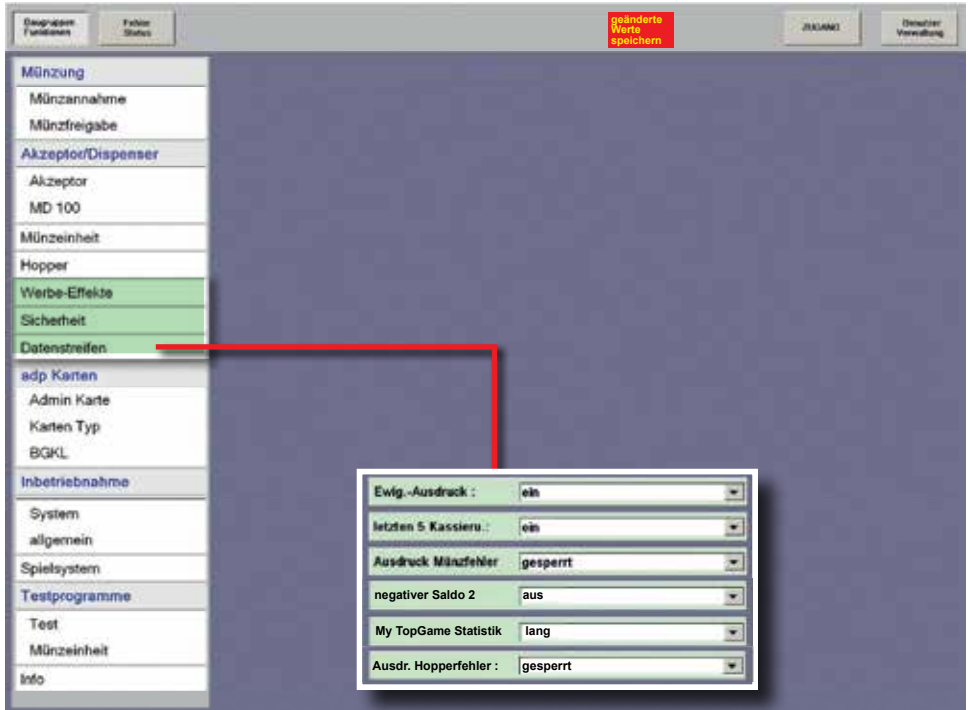 Baugruppen
Funktionen
Fehler
Status
geänderte
Werte
speichern
ZUGANG
Benutzer
Verwaltung
Münzung
Münzannahme
Münzfreigabe
Akzeptor/Dispenser
Akzeptor
MD 100
Münzeinheit
Hopper
Werbe-Effekte
Sicherheit
Datenstreifen
adp Karten
Admin Karte
Karten Typ
BGKL
Inbetriebnahme
System
allgemein
Spielsystem
Testprogramme
Test
Münzeinheit
Info
Ewig.-Ausdruck : ein
letzten 5 Kassieru.: ein
Ausdruck Münzfehler gesperrt
negativer Saldo 2 aus
My TopGame Statistik lang
Ausdr. Hopperfehler : gesperrt